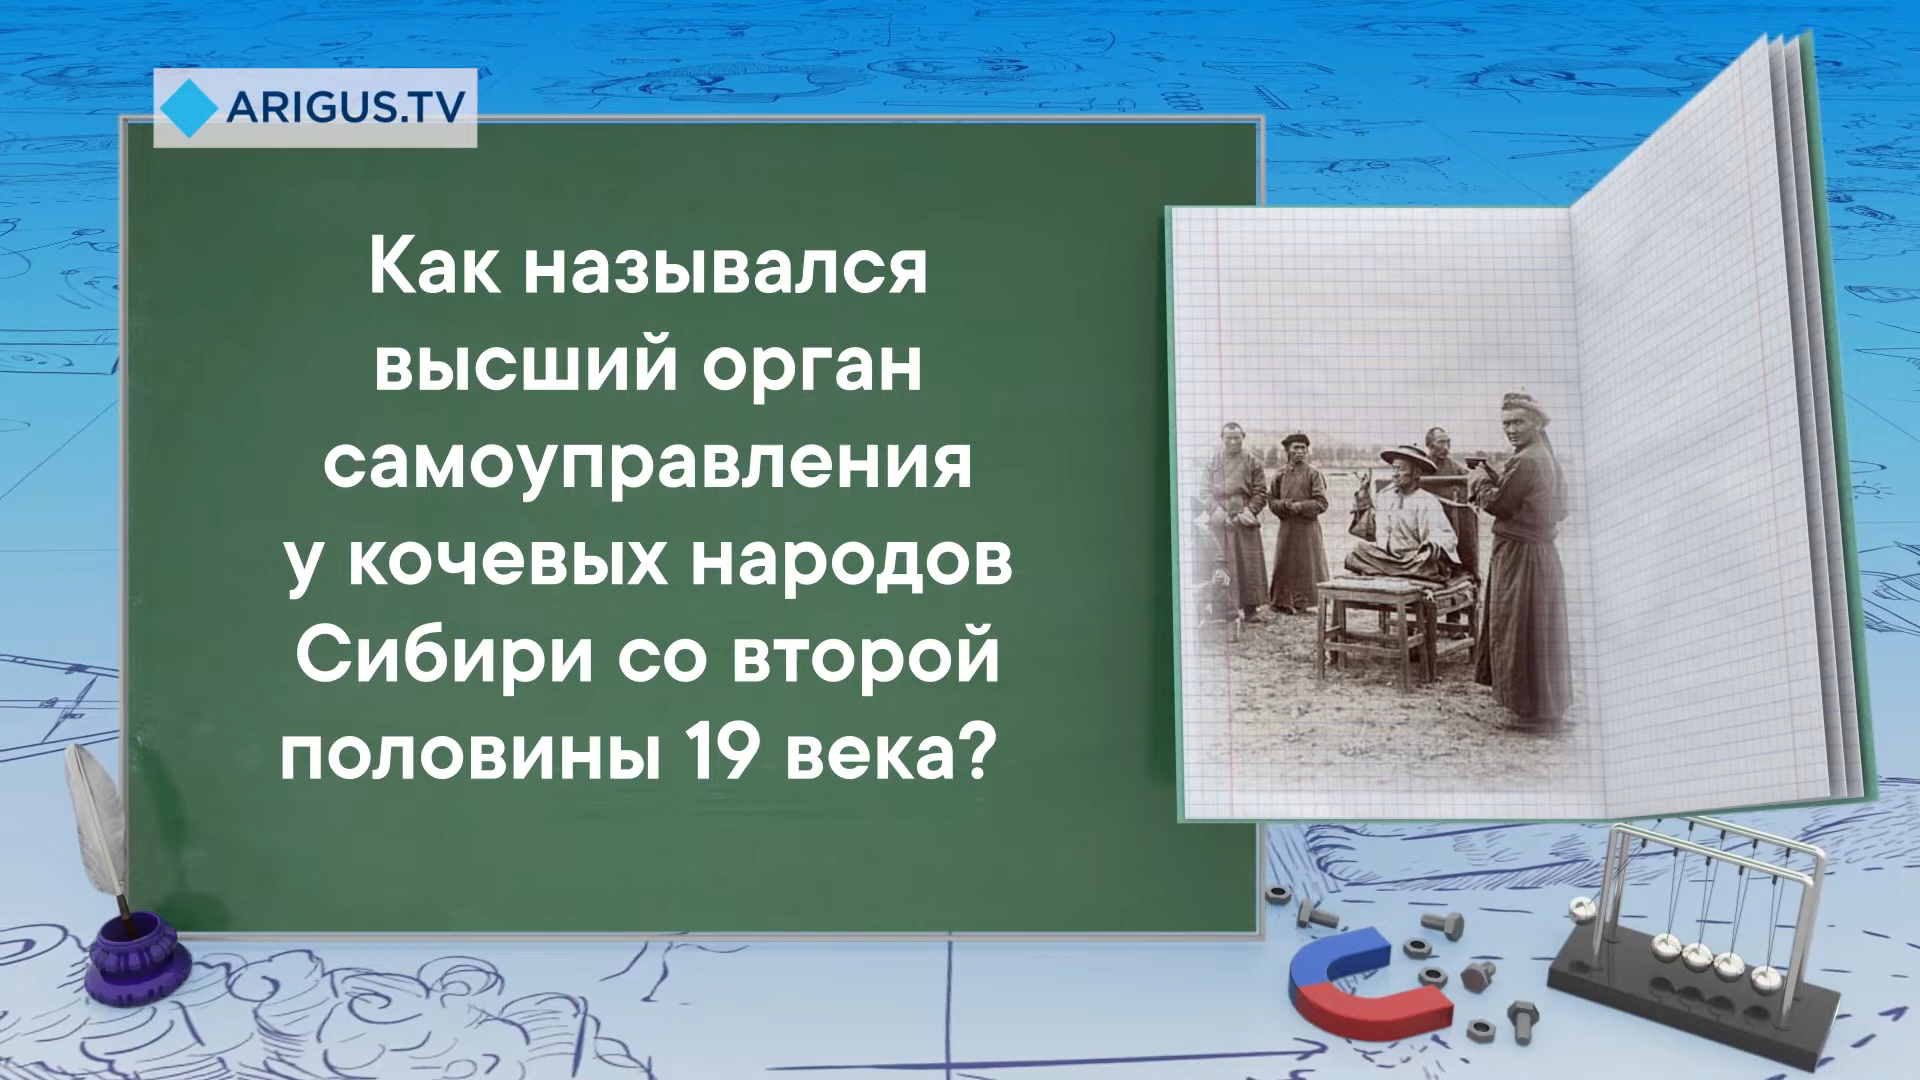 ARIGUS.TV
Как назывался
высший орган
самоуправления
у кочевых народов
Сибири со второй
половины 19 века?